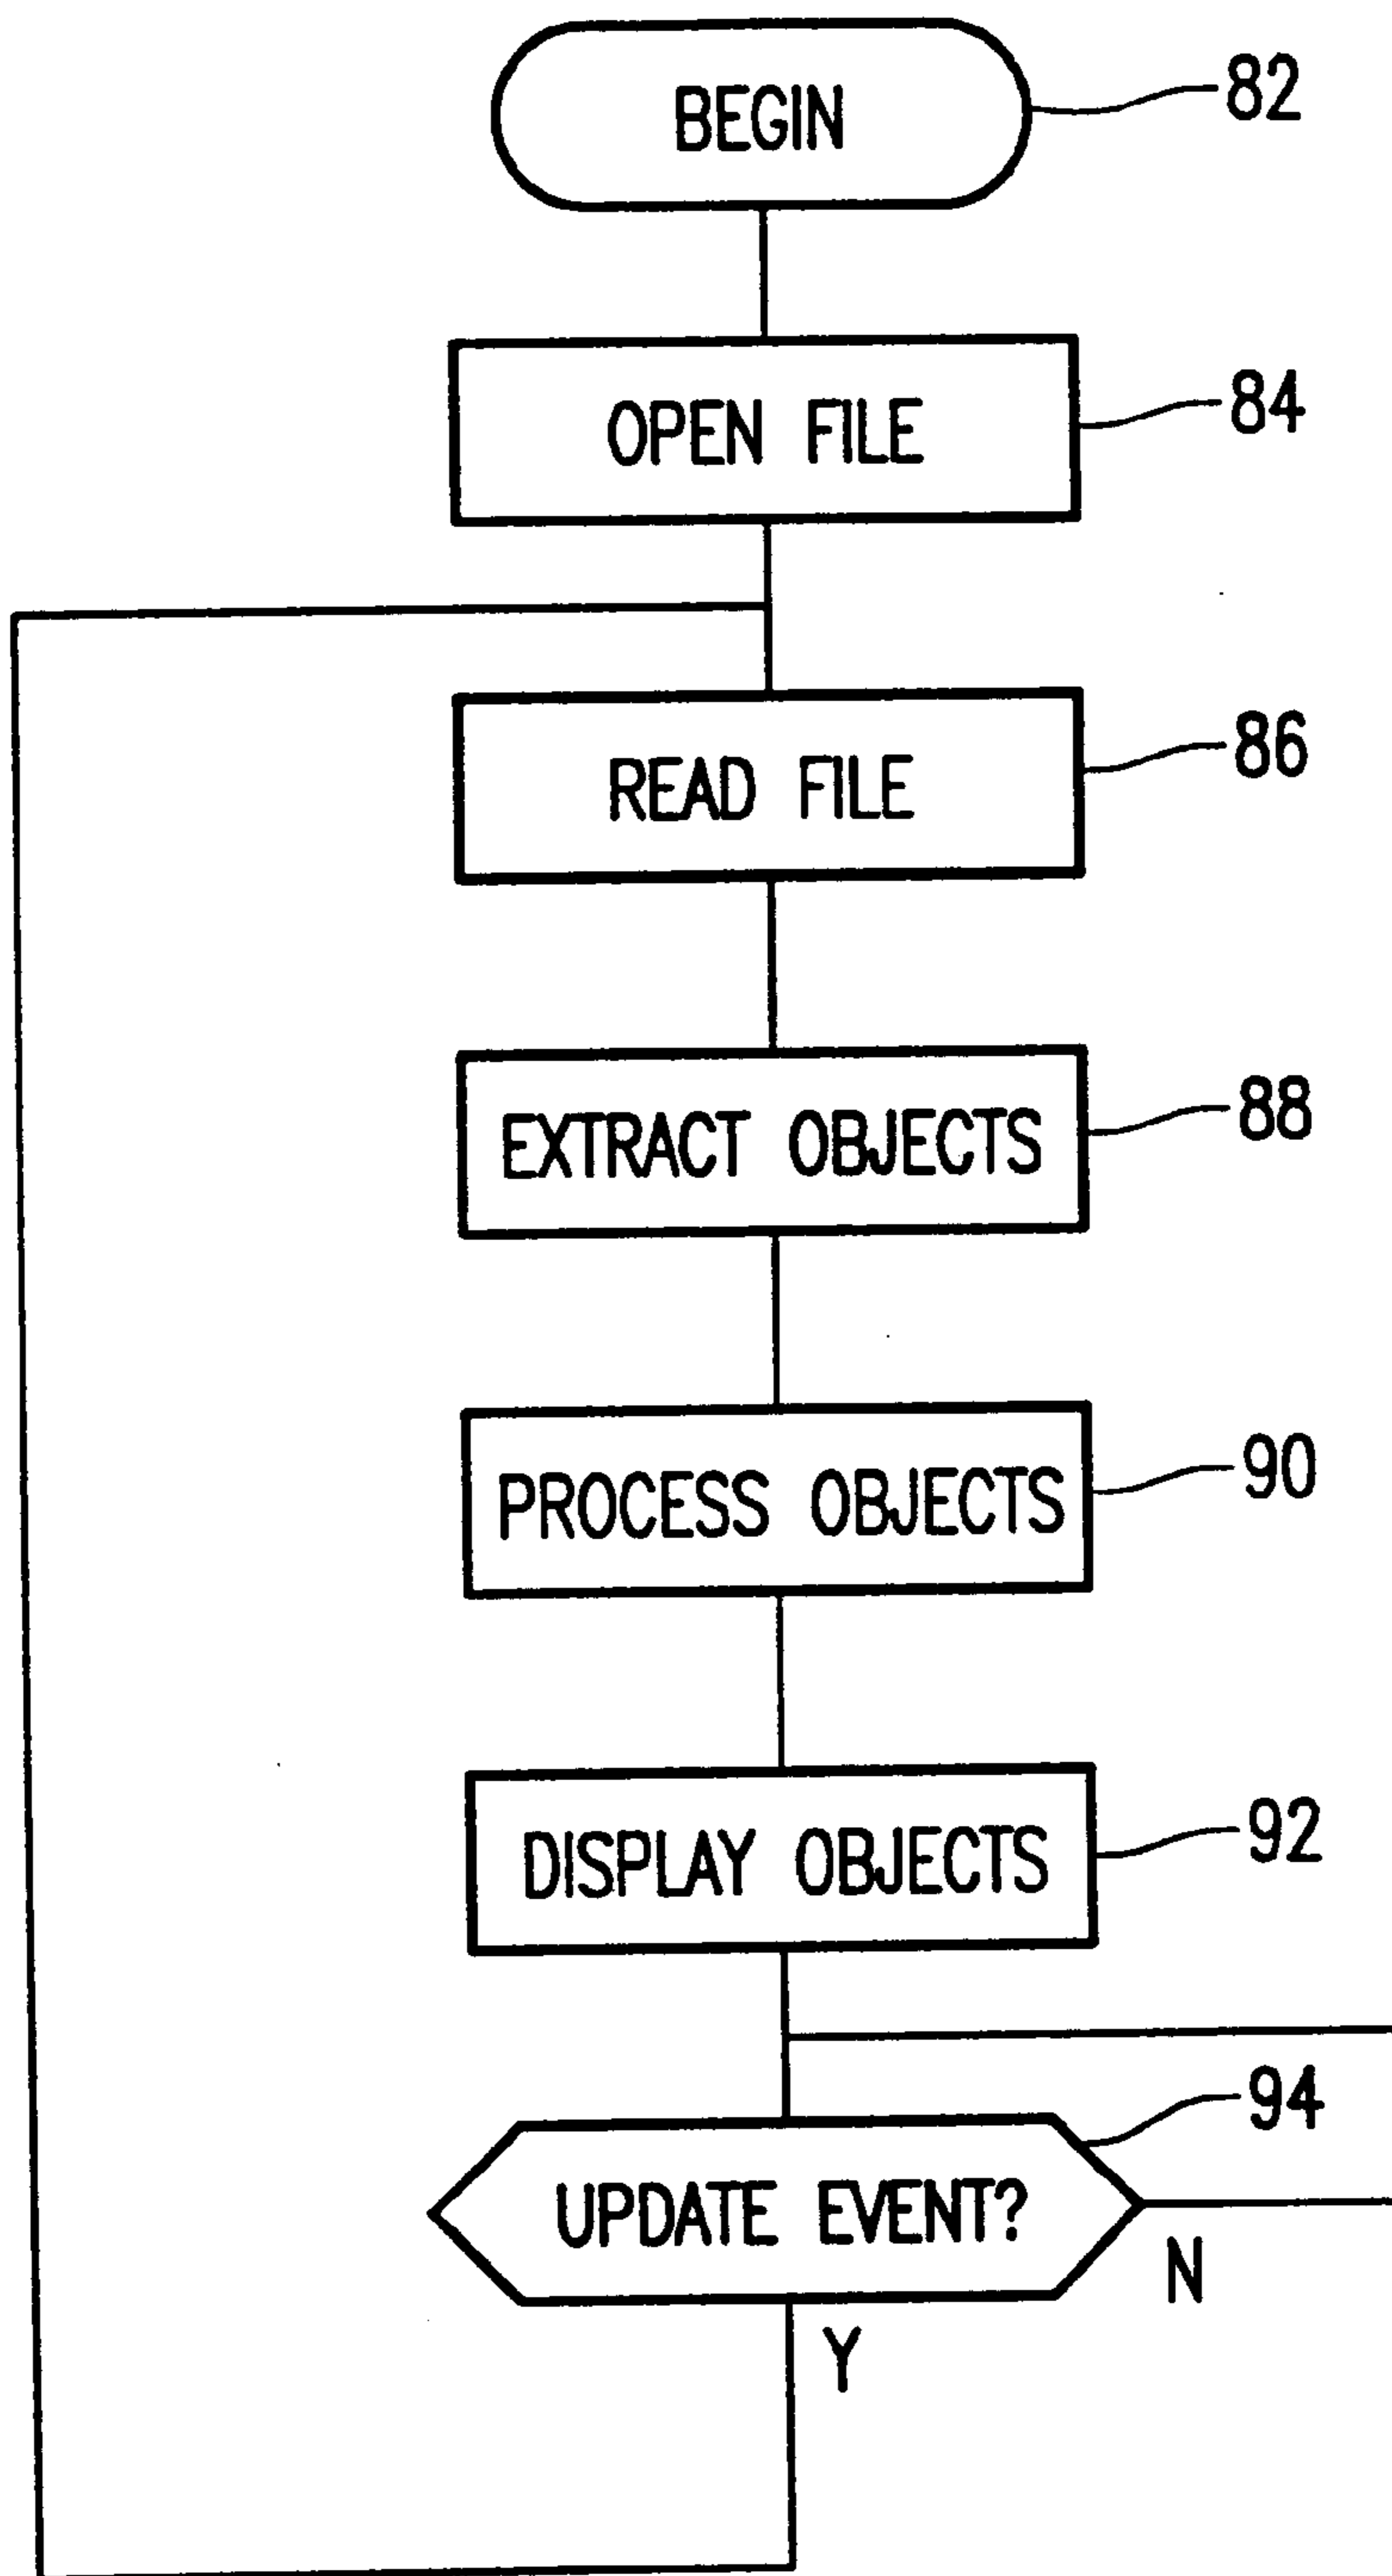 BEGIN 82
OPEN FILE 84
READ FILE 86
EXTRACT OBJECTS 88
PROCESS OBJECTS 90
DISPLAY OBJECTS 92
94
UPDATE EVENT?
N
Y